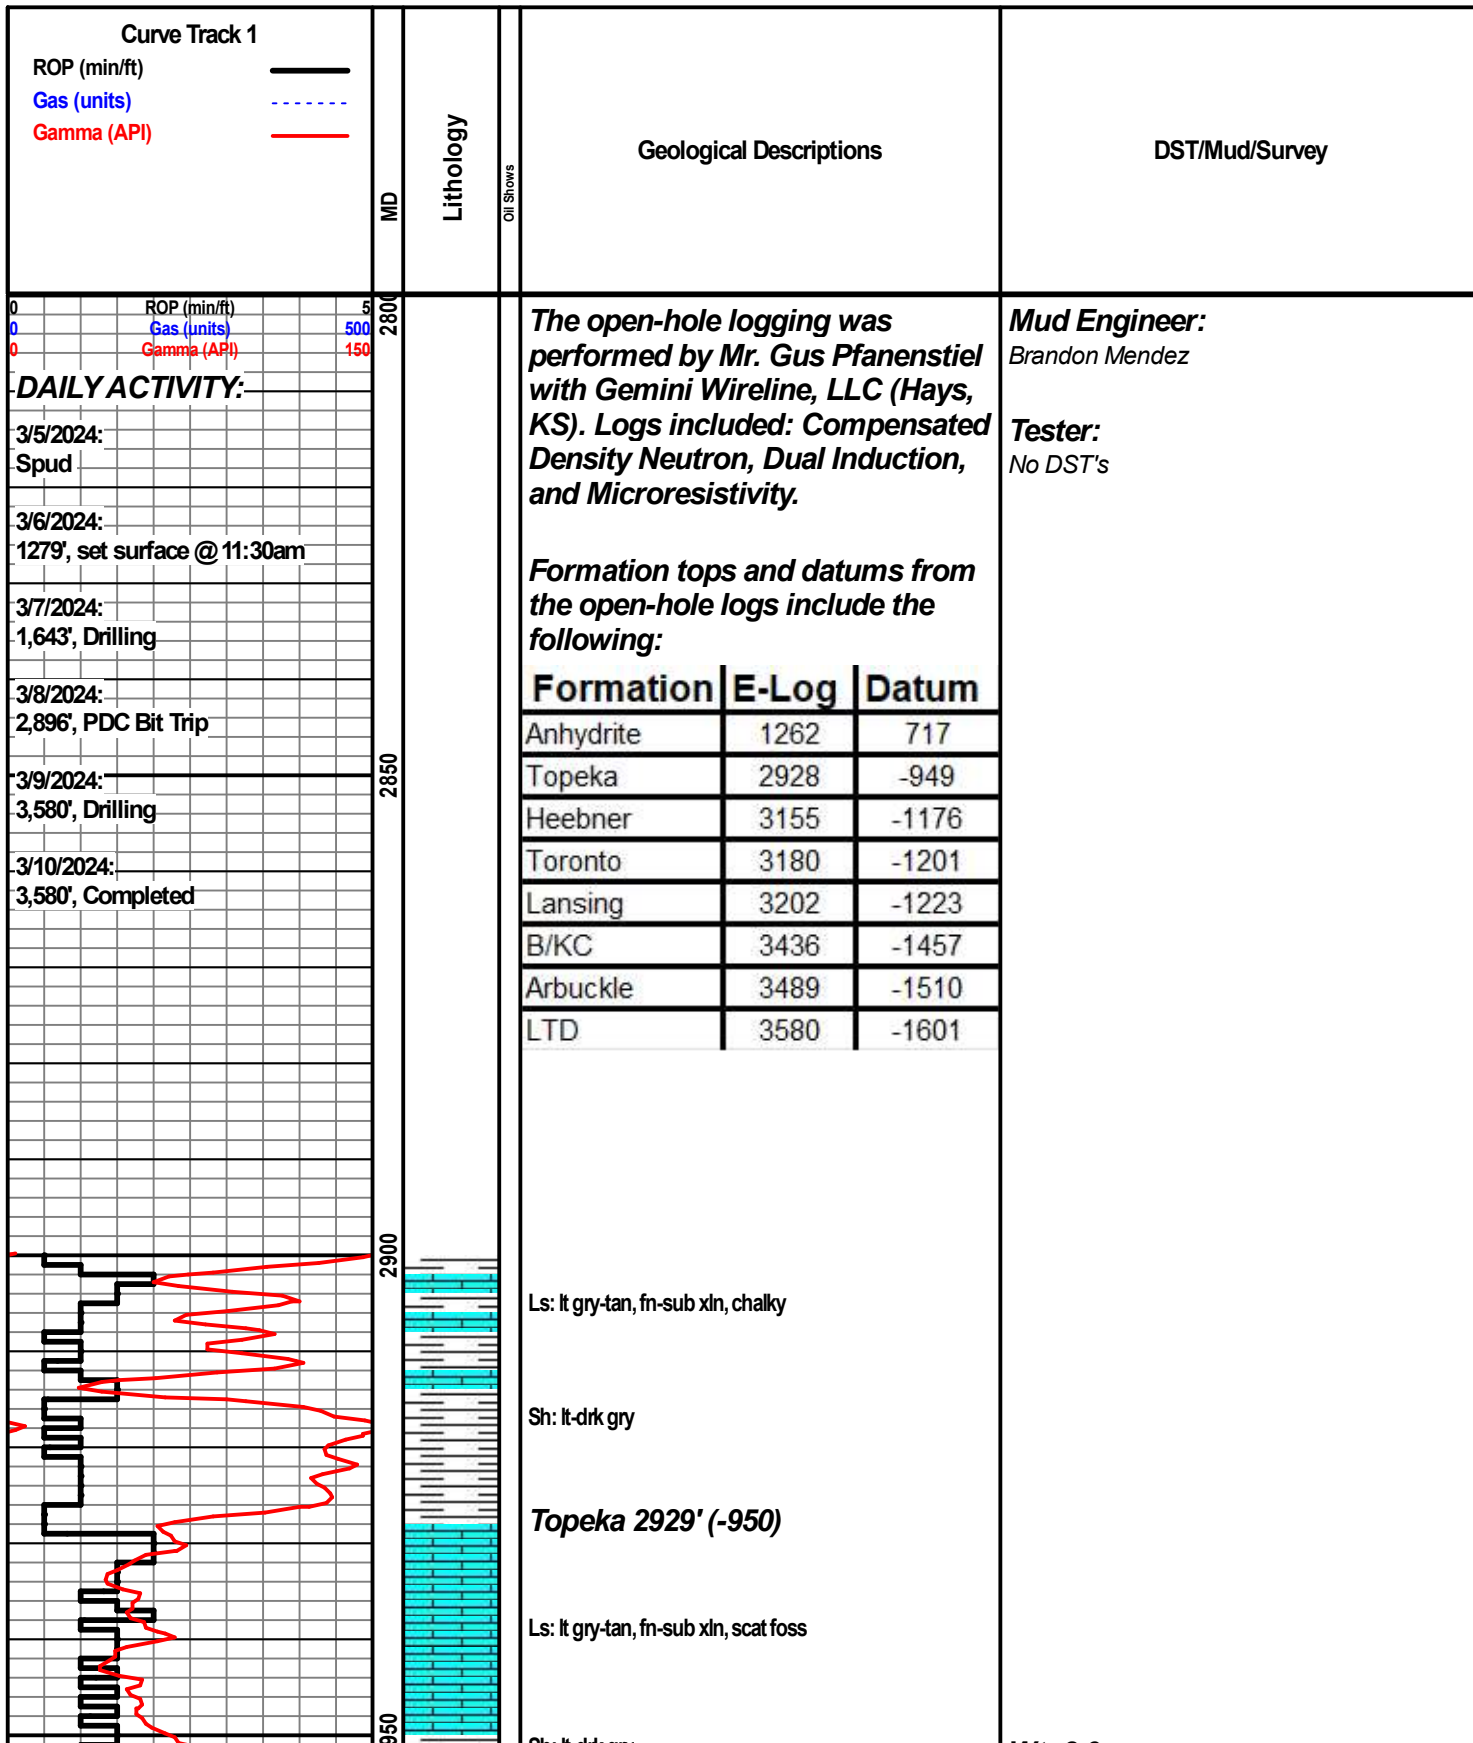 Curve Track 1
ROP (min/ft)
Gas (units)
Gamma (API)
MD
Lithology
Oil Shows
Geological Descriptions
DST/Mud/Survey
0 ROP (min/ft) 5
0 Gas (units) 500
0 Gamma (API) 150
2800
DAILY ACTIVITY:
3/5/2024:
Spud
3/6/2024:
1279', set surface @ 11:30am
3/7/2024:
1,643', Drilling
3/8/2024:
2,896', PDC Bit Trip
3/9/2024:
3,580', Drilling
3/10/2024:
3,580', Completed
2850
2900
The open-hole logging was
performed by Mr. Gus Pfanenstiel
with Gemini Wireline, LLC (Hays,
KS). Logs included: Compensated
Density Neutron, Dual Induction,
and Microresistivity.
Formation tops and datums from
the open-hole logs include the
following:
Formation E-Log Datum
Anhydrite 1262 717
Topeka 2928 -949
Heebner 3155 -1176
Toronto 3180 -1201
Lansing 3202 -1223
B/KC 3436 -1457
Arbuckle 3489 -1510
LTD 3580 -1601
Ls: lt gry-tan, fn-sub xln, chalky
Sh: lt-drk gry
Topeka 2929' (-950)
Ls: lt gry-tan, fn-sub xln, scat foss
Mud Engineer:
Brandon Mendez
Tester:
No DST's